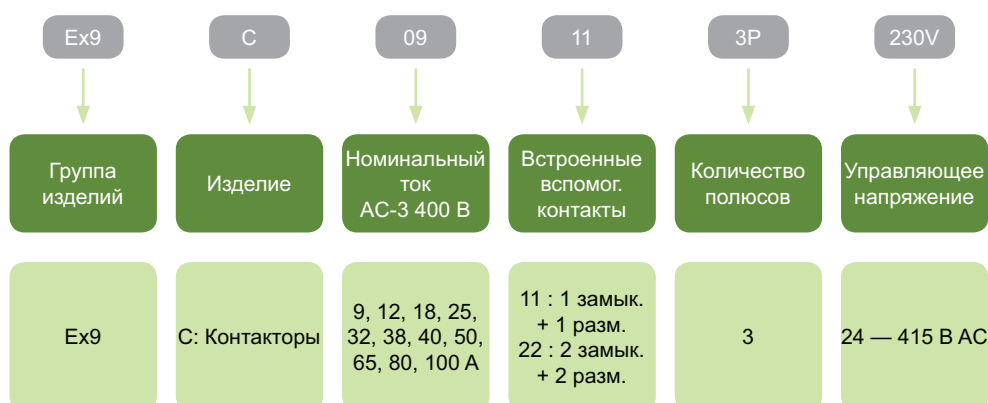 Ex9
C
09
11
3P
230V
Группа
изделий
Изделие
Номинальный
ток
AC-3 400 В
Встроенные
вспомог.
контакты
Количество
полюсов
Управляющее
напряжение
Ex9
C: Контакторы
9, 12, 18, 25,
32, 38, 40, 50,
65, 80, 100 A
11 : 1 замык.
+ 1 разм.
22 : 2 замык.
+ 2 разм.
3
24 — 415 В AC